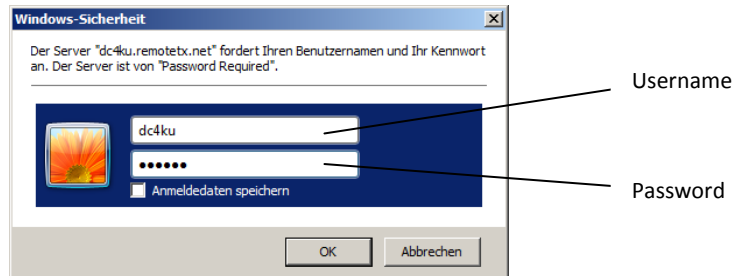 Windows-Sicherheit
Der Server "dc4ku.remotetx.net" fordert Ihren Benutzernamen und Ihr Kennwort
an. Der Server ist von "Password Required".
Username
dc4ku
●●●●●●
Password
Anmeldedaten speichern
OK Abbrechen